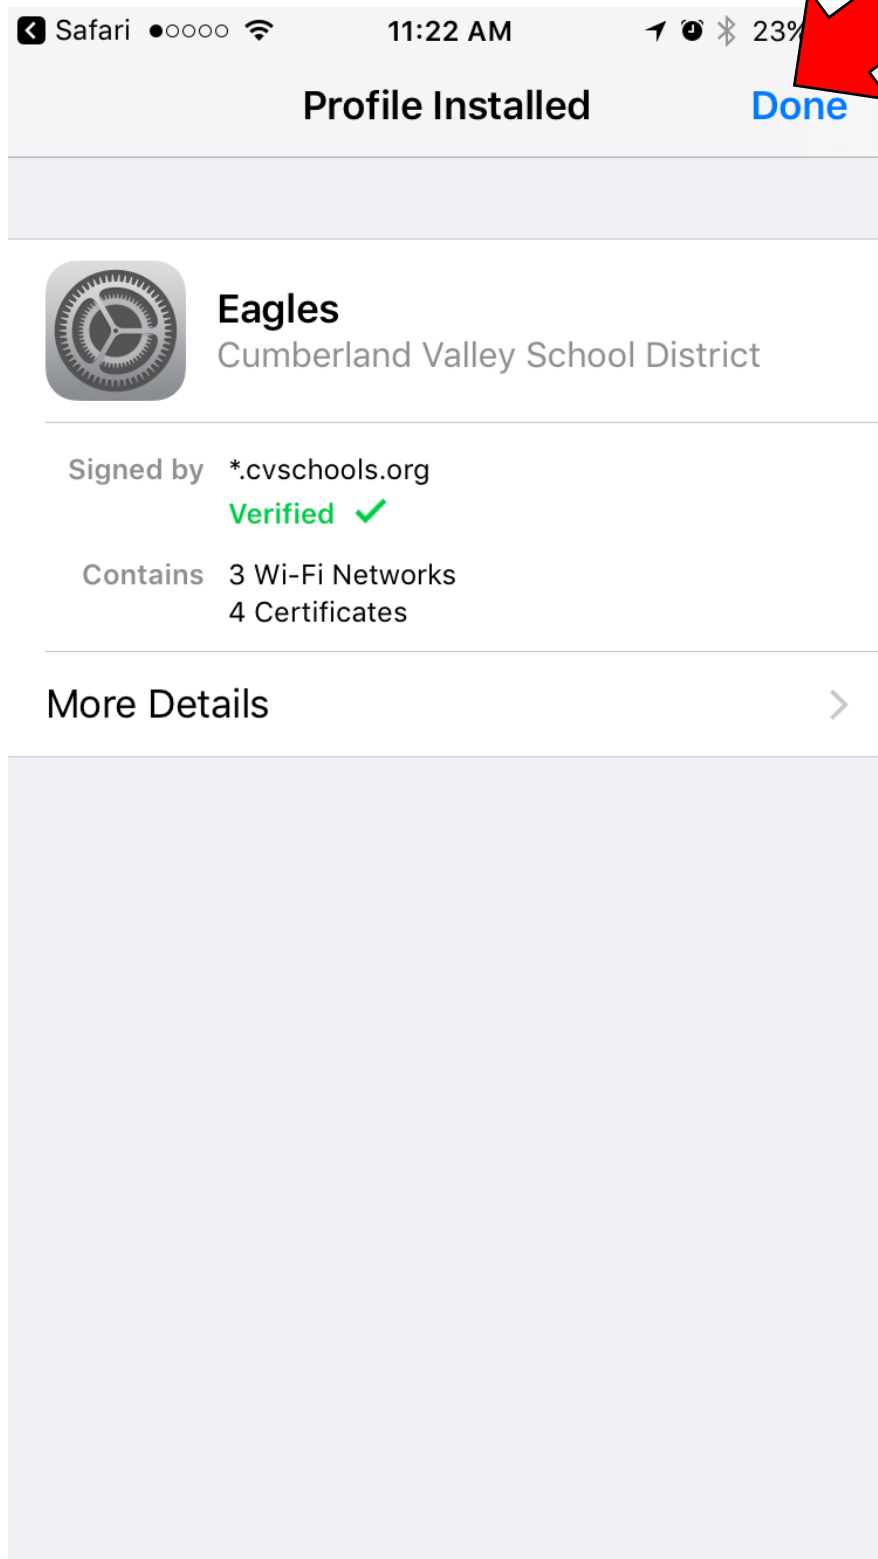 Safari 11:22 AM 23%
Profile Installed Done
Eagles
Cumberland Valley School District
Signed by *.cvschools.org
Verified
Contains 3 Wi-Fi Networks
4 Certificates
More Details